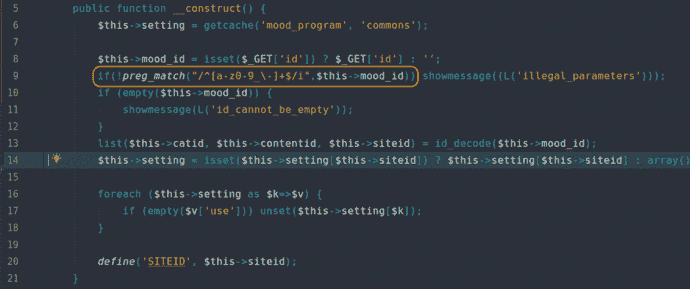 5 public function __construct() {
6 $this->setting = getcache('mood_program', 'commons');
7
8 $this->mood_id = isset($_GET['id']) ? $_GET['id'] : '';
9 if(!preg_match("/^[a-z0-9_\-]+$/i",$this->mood_id)) showmessage((L('illegal_parameters')));
10 if (empty($this->mood_id)) {
11 showmessage(L('id_cannot_be_empty'));
12 }
13 list($this->catid, $this->contentid, $this->siteid) = id_decode($this->mood_id);
14 $this->setting = isset($this->setting[$this->siteid]) ? $this->setting[$this->siteid] : array()
15
16 foreach ($this->setting as $k=>$v) {
17 if (empty($v['use'])) unset($this->setting[$k]);
18 }
19
20 define('SITEID', $this->siteid);
21 }